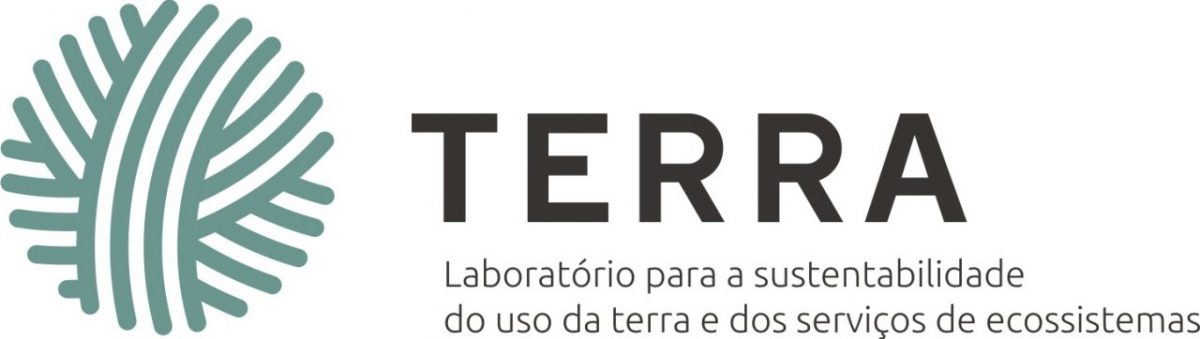 TERRA
Laboratório para a sustentabilidade
do uso da terra e dos serviços de ecossistemas